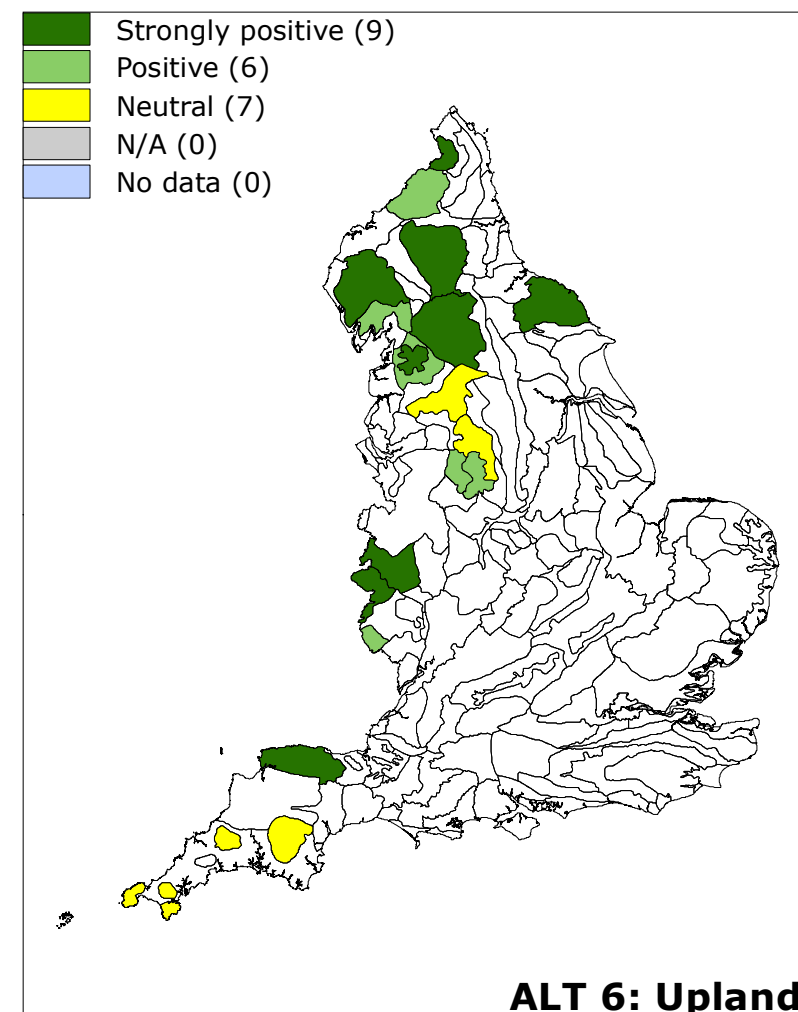 Strongly positive (9)
Positive (6)
Neutral (7)
N/A (0)
No data (0)
ALT 6: Upland